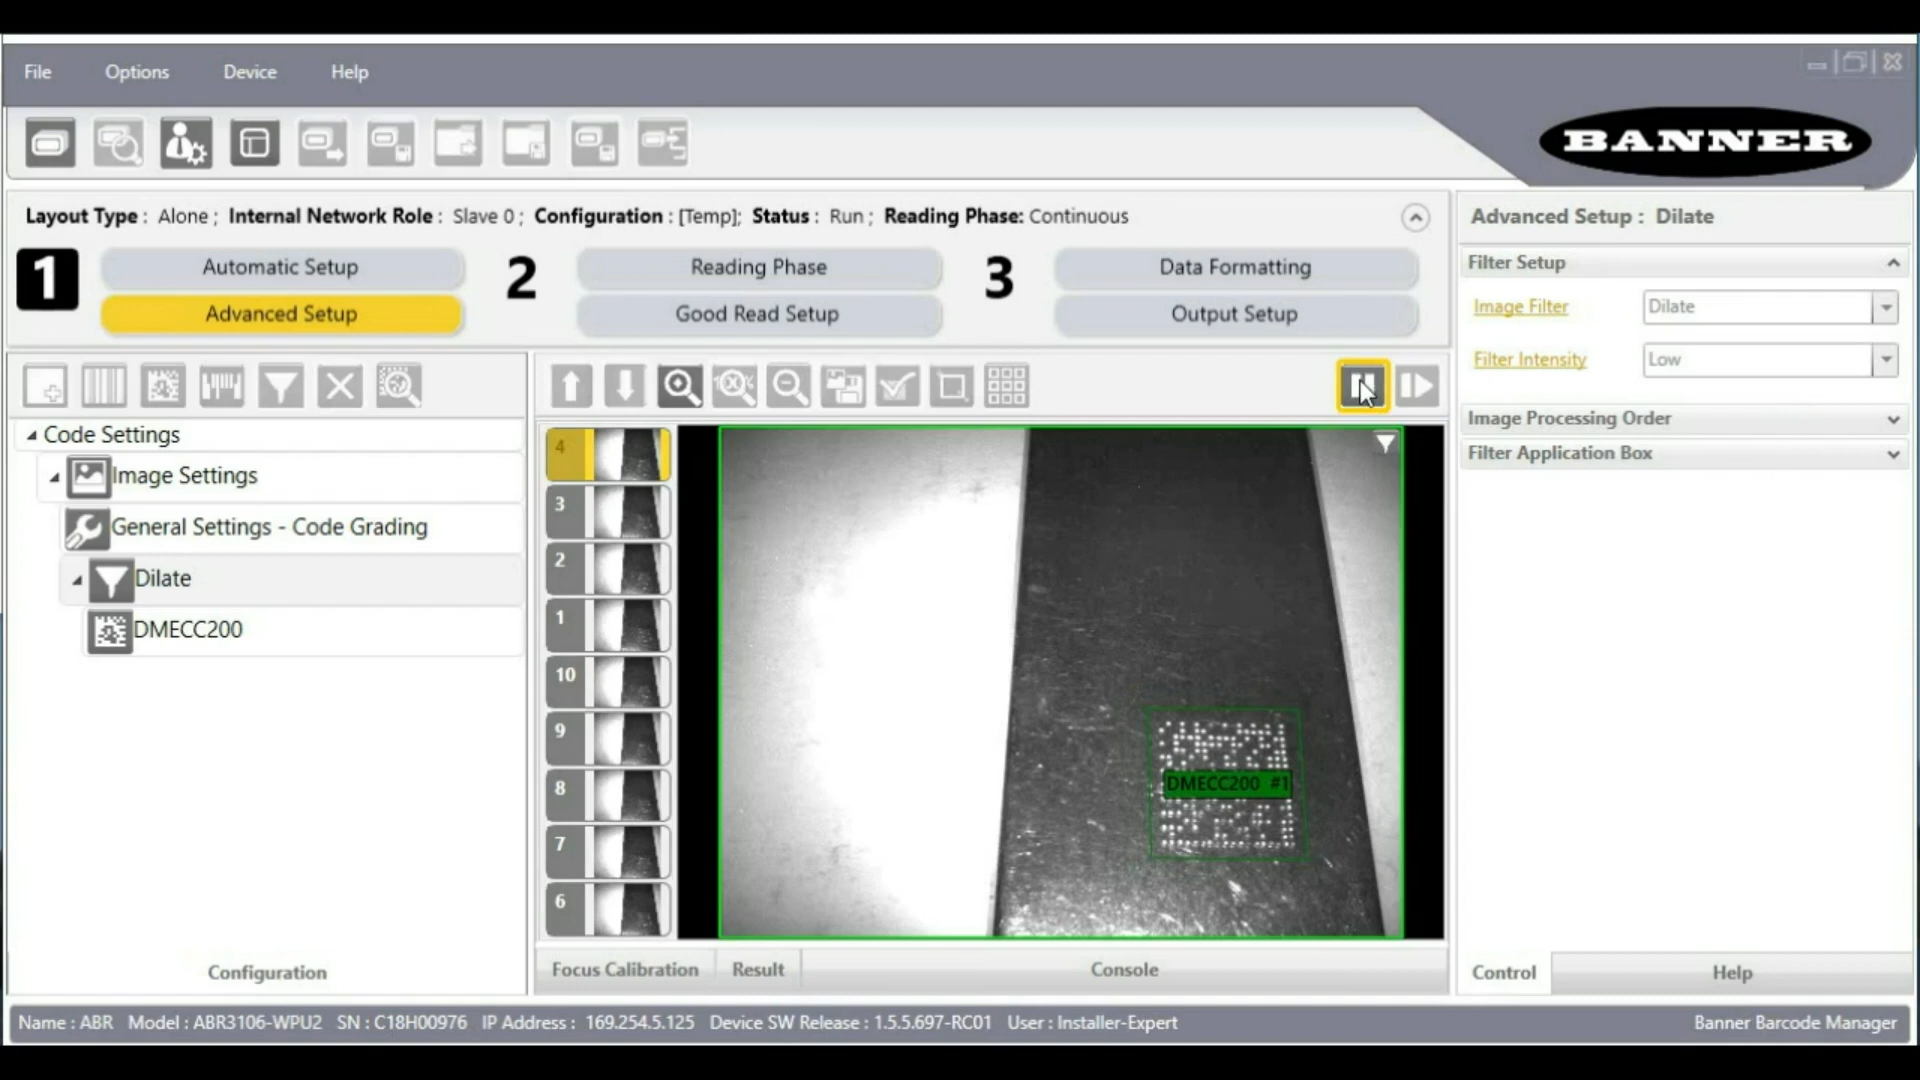 File Options Device Help
BANNER
Layout Type : Alone ; Internal Network Role : Slave 0 ; Configuration : [Temp]; Status : Run ; Reading Phase: Continuous
1 Automatic Setup 2 Reading Phase 3 Data Formatting
Advanced Setup Good Read Setup Output Setup
Code Settings
Image Settings
General Settings - Code Grading
Dilate
DMECC200
Configuration
4
3
2
1
10
9
8
7
6
DMECC200 #1
Focus Calibration Result Console
Advanced Setup : Dilate
Filter Setup
Image Filter Dilate
Filter Intensity Low
Image Processing Order
Filter Application Box
Control Help
Name : ABR Model : ABR3106-WPU2 SN : C18H00976 IP Address : 169.254.5.125 Device SW Release : 1.5.5.697-RC01 User : Installer-Expert Banner Barcode Manager